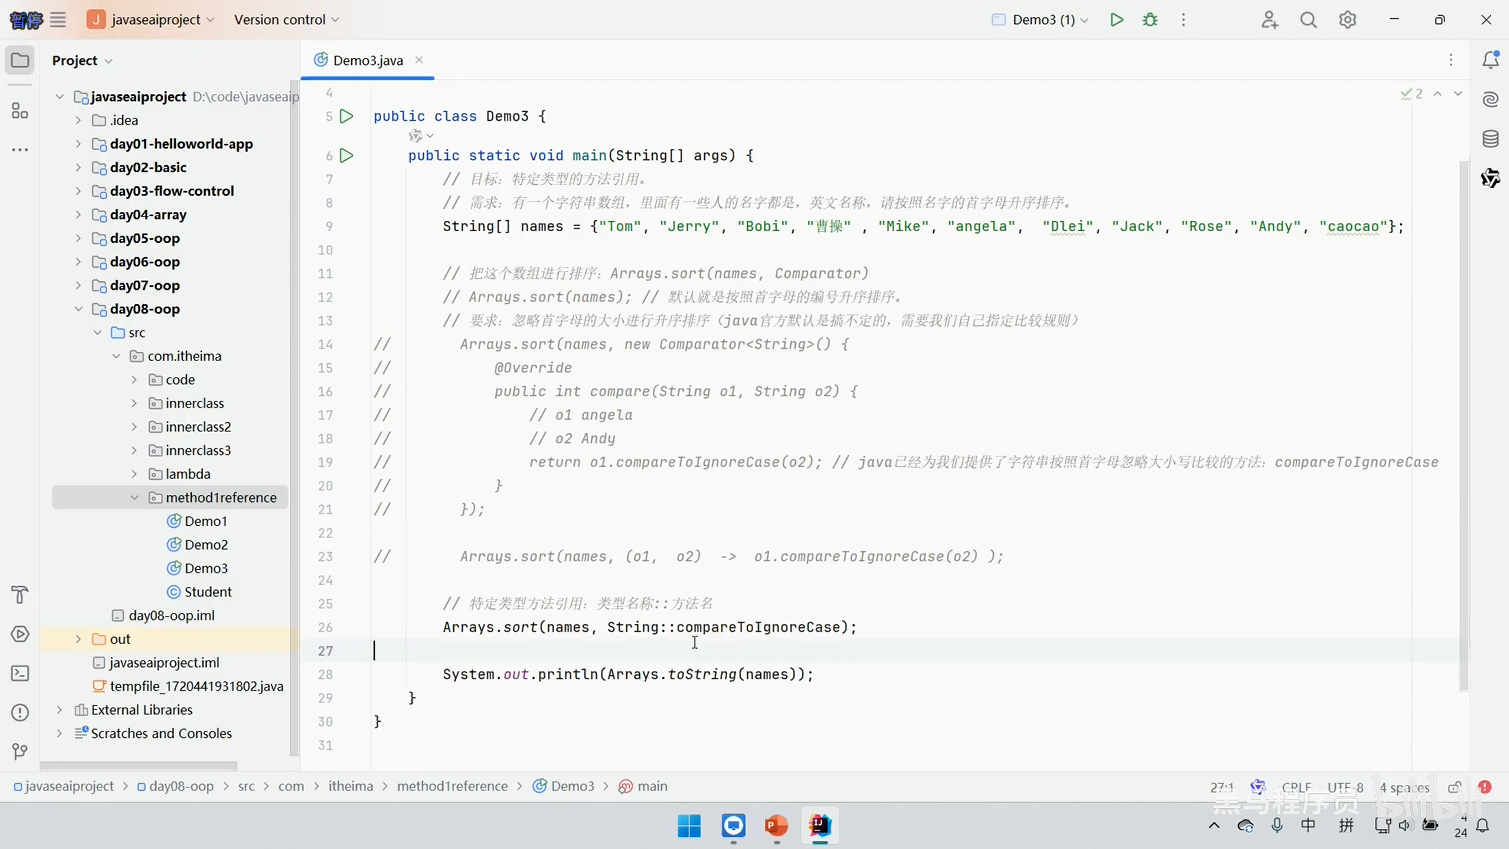 暂停
J javaseaiproject
Version control
Demo3 (1)
Project
Demo3.java
javaseaiproject D:\code\javaseaip
.idea
day01-helloworld-app
day02-basic
day03-flow-control
day04-array
day05-oop
day06-oop
day07-oop
day08-oop
src
com.itheima
code
innerclass
innerclass2
innerclass3
lambda
method1reference
Demo1
Demo2
Demo3
Student
day08-oop.iml
out
javaseaiproject.iml
tempfile_1720441931802.java
External Libraries
Scratches and Consoles
2
4
5 public class Demo3 {
6 public static void main(String[] args) {
7 // 目标：特定类型的方法引用。
8 // 需求：有一个字符串数组，里面有一些人的名字都是，英文名称，请按照名字的首字母升序排序。
9 String[] names = {"Tom", "Jerry", "Bobi", "曹操" , "Mike", "angela",  "Dlei", "Jack", "Rose", "Andy", "caocao"};
10
11 // 把这个数组进行排序：Arrays.sort(names, Comparator)
12 // Arrays.sort(names); // 默认就是按照首字母的编号升序排序。
13 // 要求：忽略首字母的大小进行升序排序（java官方默认是搞不定的，需要我们自己指定比较规则）
14 // Arrays.sort(names, new Comparator<String>() {
15 // @Override
16 // public int compare(String o1, String o2) {
17 // // o1 angela
18 // // o2 Andy
19 // return o1.compareToIgnoreCase(o2); // java已经为我们提供了字符串按照首字母忽略大小写比较的方法：compareToIgnoreCase
20 // }
21 // });
22
23 // Arrays.sort(names, (o1,  o2)  ->  o1.compareToIgnoreCase(o2) );
24
25 // 特定类型方法引用：类型名称::方法名
26 Arrays.sort(names, String::compareToIgnoreCase);
27
28 System.out.println(Arrays.toString(names));
29 }
30 }
31
javaseaiproject > day08-oop > src > com > itheima > method1reference > Demo3 > main
27:1 CRLF UTF-8 4 spaces
黑马程序员 bilibili
中 拼
4
24